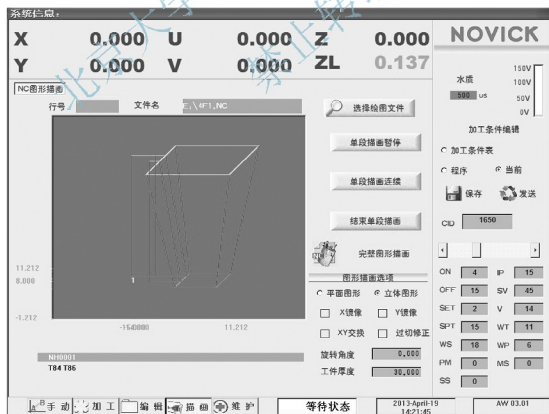 系统信息:
X 0.000 U 0.000 Z 0.000
Y 0.000 V 0.000 ZL 0.137
NOVICK
NC图形描画
行号 文件名 E:\4F1.NC
选择绘图文件
单段描画暂停
单段描画连续
结束单段描画
完整图形描画
图形描画选项
平面图形 立体图形
X镜像 Y镜像
XY交换 过切修正
旋转角度 0.000
工件厚度 30.000
1
11.212
8.000
-1.212
11.212
NH0001
T84 T86
水质
500 us
150V
100V
50V
0V
加工条件编辑
加工条件表
程序 当前
保存 发送
CID 1650
ON 4 IP 15
OFF 15 SV 45
SET 2 V 14
SPT 15 WT 11
WS 18 WP 6
PM 0 MS 0
SS 0
手动 加工 编辑 描画 维护
等待状态
2013-April-19
14:21:45
AW 03.01
北京大学
禁止转